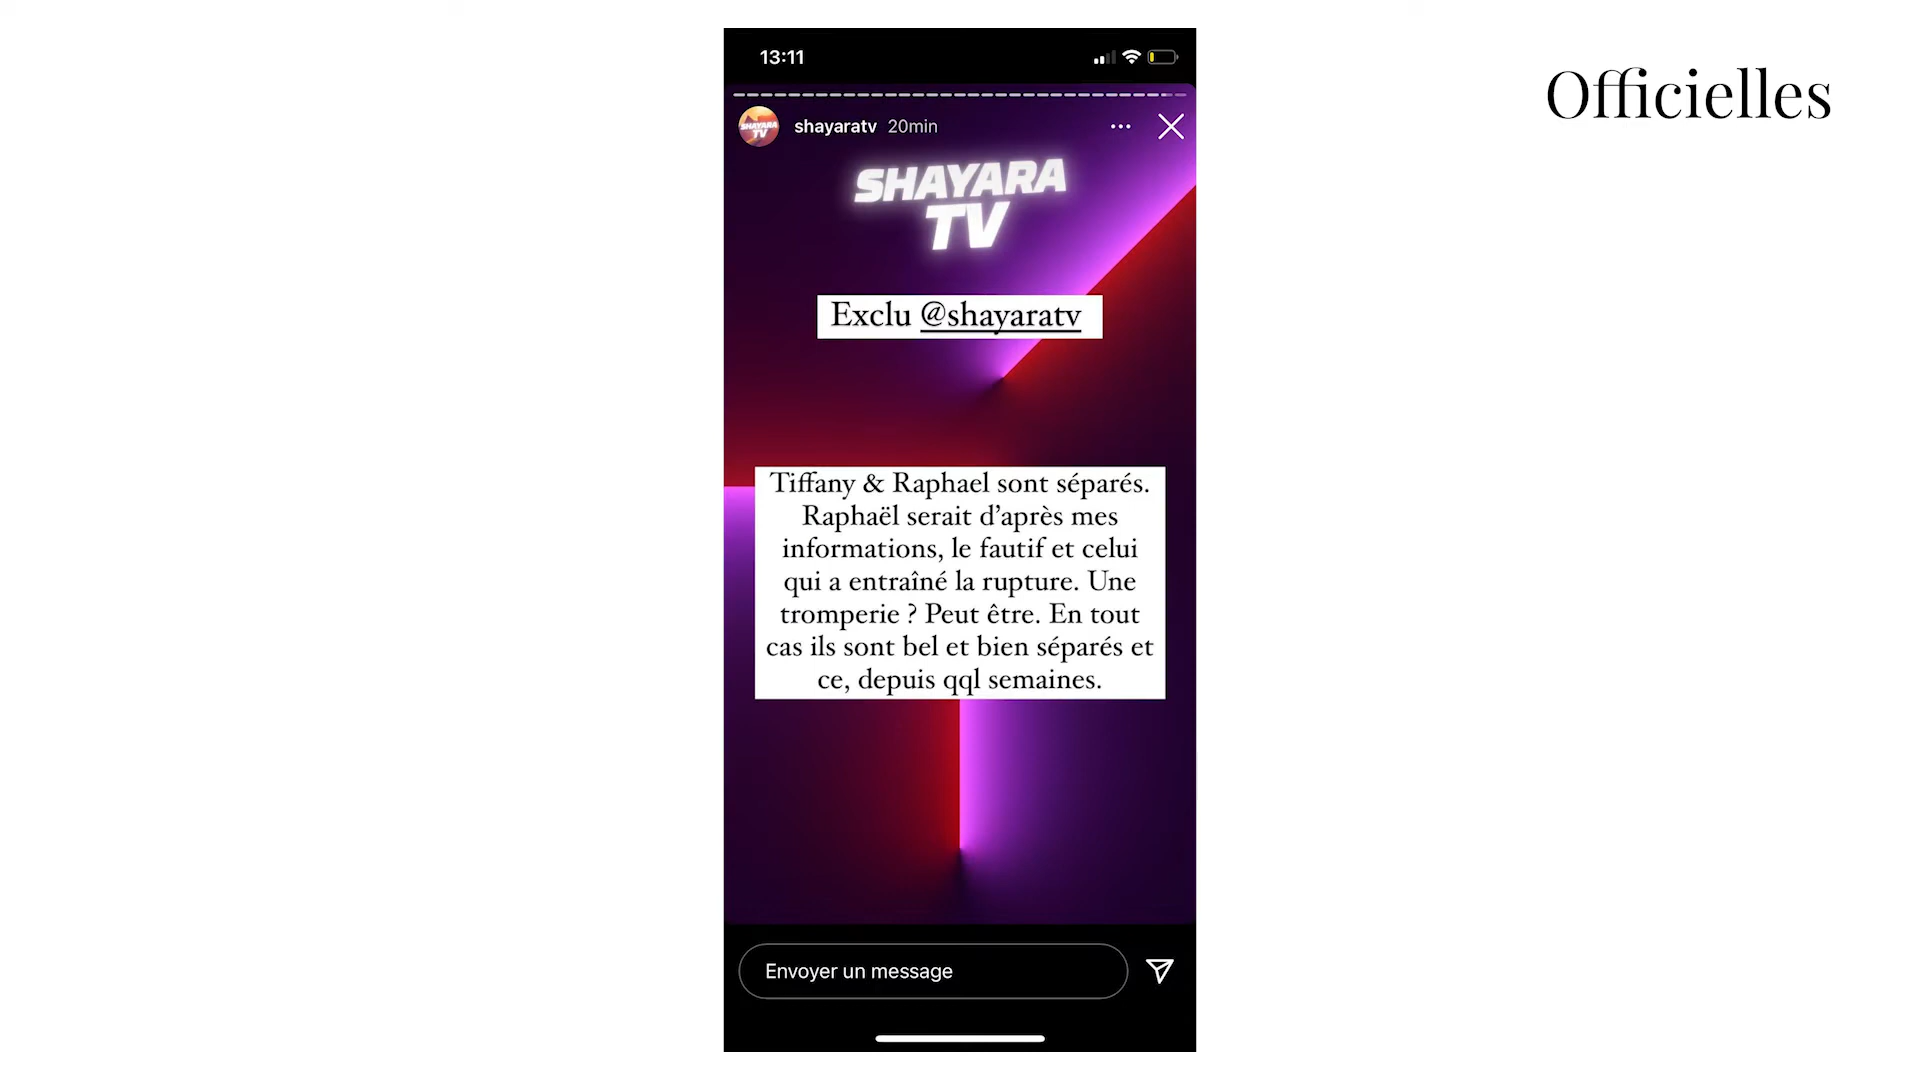 13:11
Officielles
SHAYARA TV
shayaratv 20min
SHAYARA
TV
Exclu @shayaratv
Tiffany & Raphael sont séparés.
Raphaël serait d’après mes
informations, le fautif et celui
qui a entraîné la rupture. Une
tromperie ? Peut être. En tout
cas ils sont bel et bien séparés et
ce, depuis qql semaines.
Envoyer un message